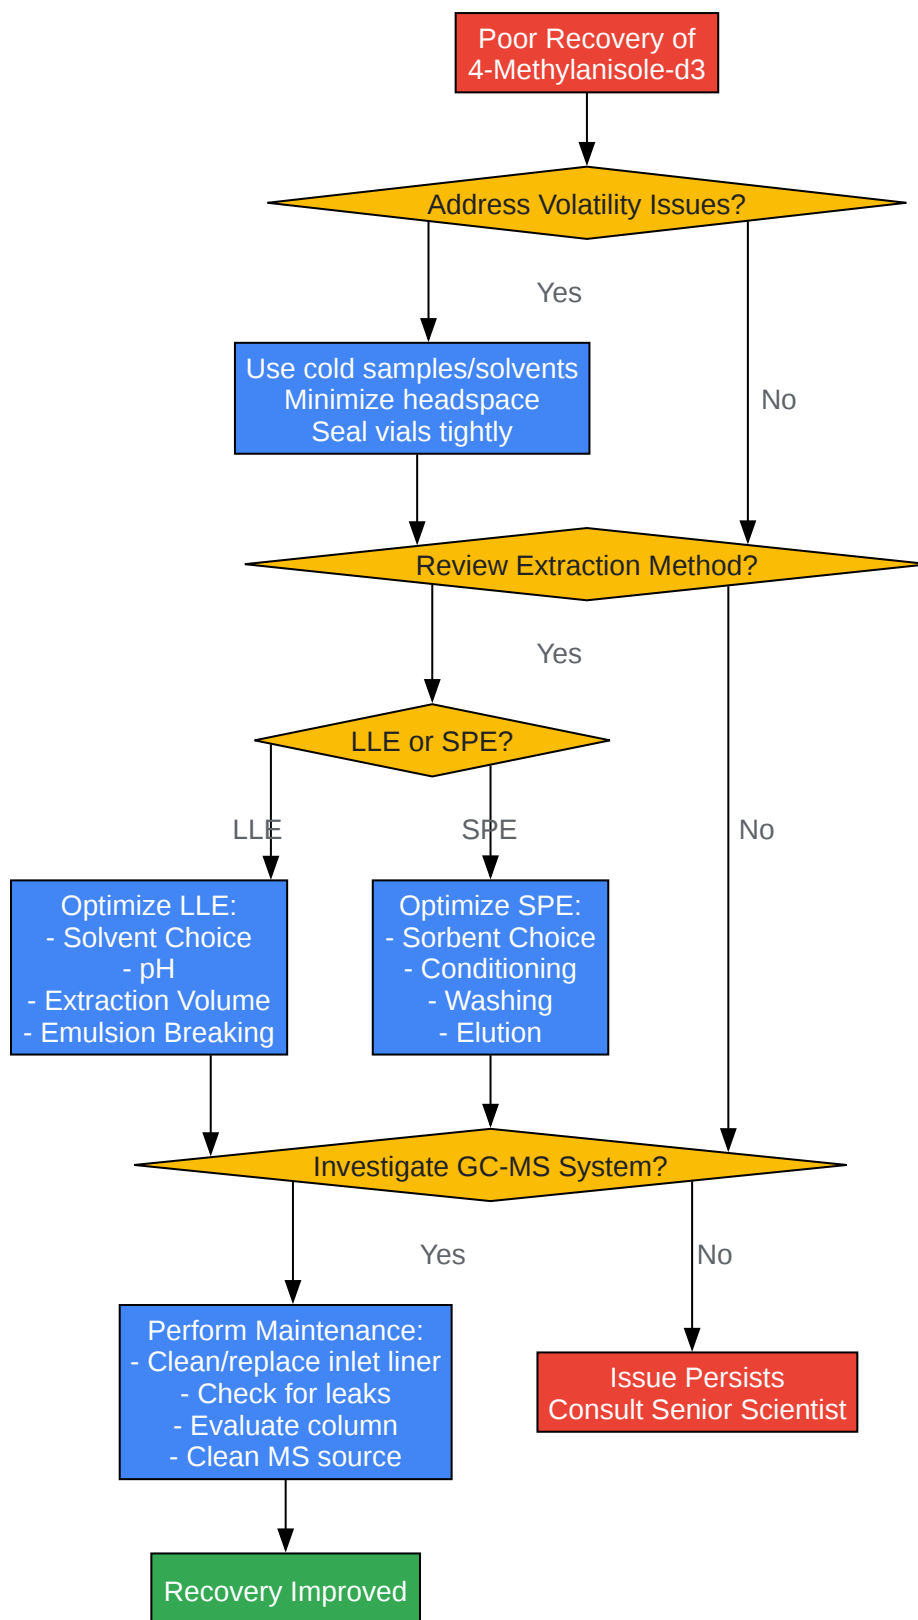 Poor Recovery of
4-Methylanisole-d3
Address Volatility Issues?
Yes
Use cold samples/solvents
Minimize headspace
Seal vials tightly
No
Review Extraction Method?
Yes
LLE or SPE?
LLE
SPE
No
Optimize LLE:
- Solvent Choice
- pH
- Extraction Volume
- Emulsion Breaking
Optimize SPE:
- Sorbent Choice
- Conditioning
- Washing
- Elution
Investigate GC-MS System?
Yes
No
Perform Maintenance:
- Clean/replace inlet liner
- Check for leaks
- Evaluate column
- Clean MS source
Issue Persists
Consult Senior Scientist
Recovery Improved